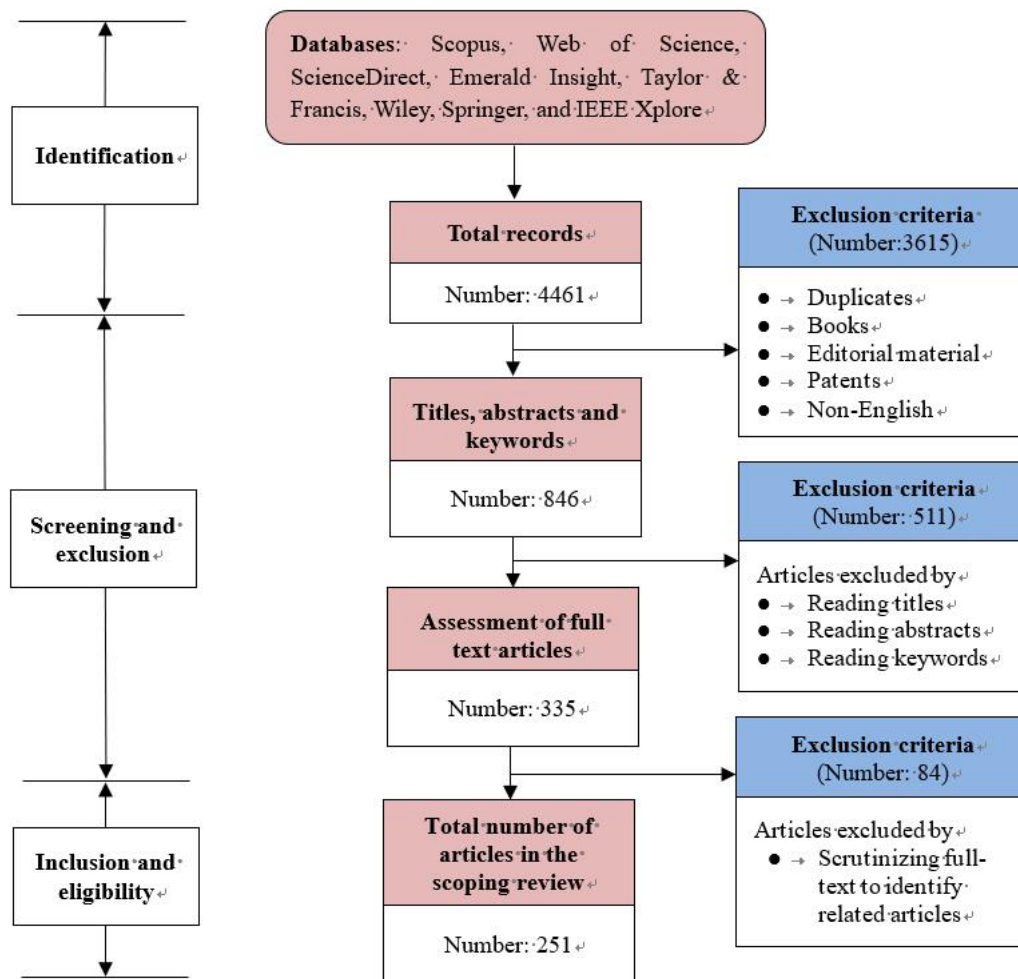 Databases: Scopus, Web of Science,
ScienceDirect, Emerald Insight, Taylor &
Francis, Wiley, Springer, and IEEE Xplore
Identification
Total records
Number: 4461
Exclusion criteria
(Number:3615)
Duplicates
Books
Editorial material
Patents
Non-English
Screening and
exclusion
Titles, abstracts and
keywords
Number: 846
Exclusion criteria
(Number: 511)
Articles excluded by
Reading titles
Reading abstracts
Reading keywords
Assessment of full
text articles
Number: 335
Exclusion criteria
(Number: 84)
Articles excluded by
Scrutinizing full-
text to identify
related articles
Inclusion and
eligibility
Total number of
articles in the
scoping review
Number: 251